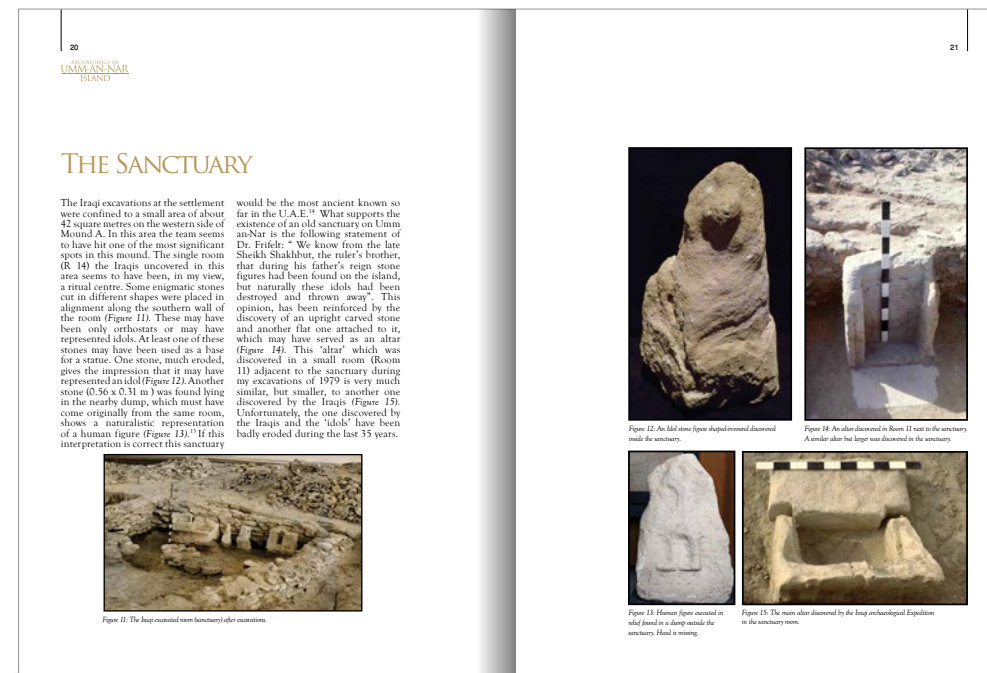 20
ARCHAEOLOGY OF
UMM-AN-NAR
ISLAND
THE SANCTUARY
The Iraqi excavations at the settlement
were confined to a small area of about
42 square metres on the western side of
Mound A. In this area the team seems
to have hit one of the most significant
spots in this mound. The single room
(R 14) the Iraqis uncovered in this
area seems to have been, in my view,
a ritual centre. Some enigmatic stones
cut in different shapes were placed in
alignment along the southern wall of
the room (Figure 11). These may have
been only orthostats or may have
represented idols. At least one of these
stones may have been used as a base
for a statue. One stone, much eroded,
gives the impression that it may have
represented an idol (Figure 12). Another
stone (0.56 x 0.31 m ) was found lying
in the nearby dump, which must have
come originally from the same room,
shows a naturalistic representation
of a human figure (Figure 13).¹³ If this
interpretation is correct this sanctuary
would be the most ancient known so
far in the U.A.E.¹⁴ What supports the
existence of an old sanctuary on Umm
an-Nar is the following statement of
Dr. Frifelt: “ We know from the late
Sheikh Shakhbut, the ruler's brother,
that during his father's reign stone
figures had been found on the island,
but naturally these idols had been
destroyed and thrown away”. This
opinion, has been reinforced by the
discovery of an upright carved stone
and another flat one attached to it,
which may have served as an altar
(Figure 14). This ‘altar’ which was
discovered in a small room (Room
11) adjacent to the sanctuary during
my excavations of 1979 is very much
similar, but smaller, to another one
discovered by the Iraqis (Figure 15).
Unfortunately, the one discovered by
the Iraqis and the ‘idols’ have been
badly eroded during the last 35 years.
Figure 11: The Iraqi excavated room (sanctuary) after excavations.
21
Figure 12: An Idol stone figure shaped-in-round discovered
inside the sanctuary.
Figure 14: An altar discovered in Room 11 next to the sanctuary.
A similar altar but larger was discovered in the sanctuary.
Figure 13: Human figure executed in
relief found in a dump outside the
sanctuary. Head is missing.
Figure 15: The main altar discovered by the Iraqi archaeological Expedition
in the sanctuary room.